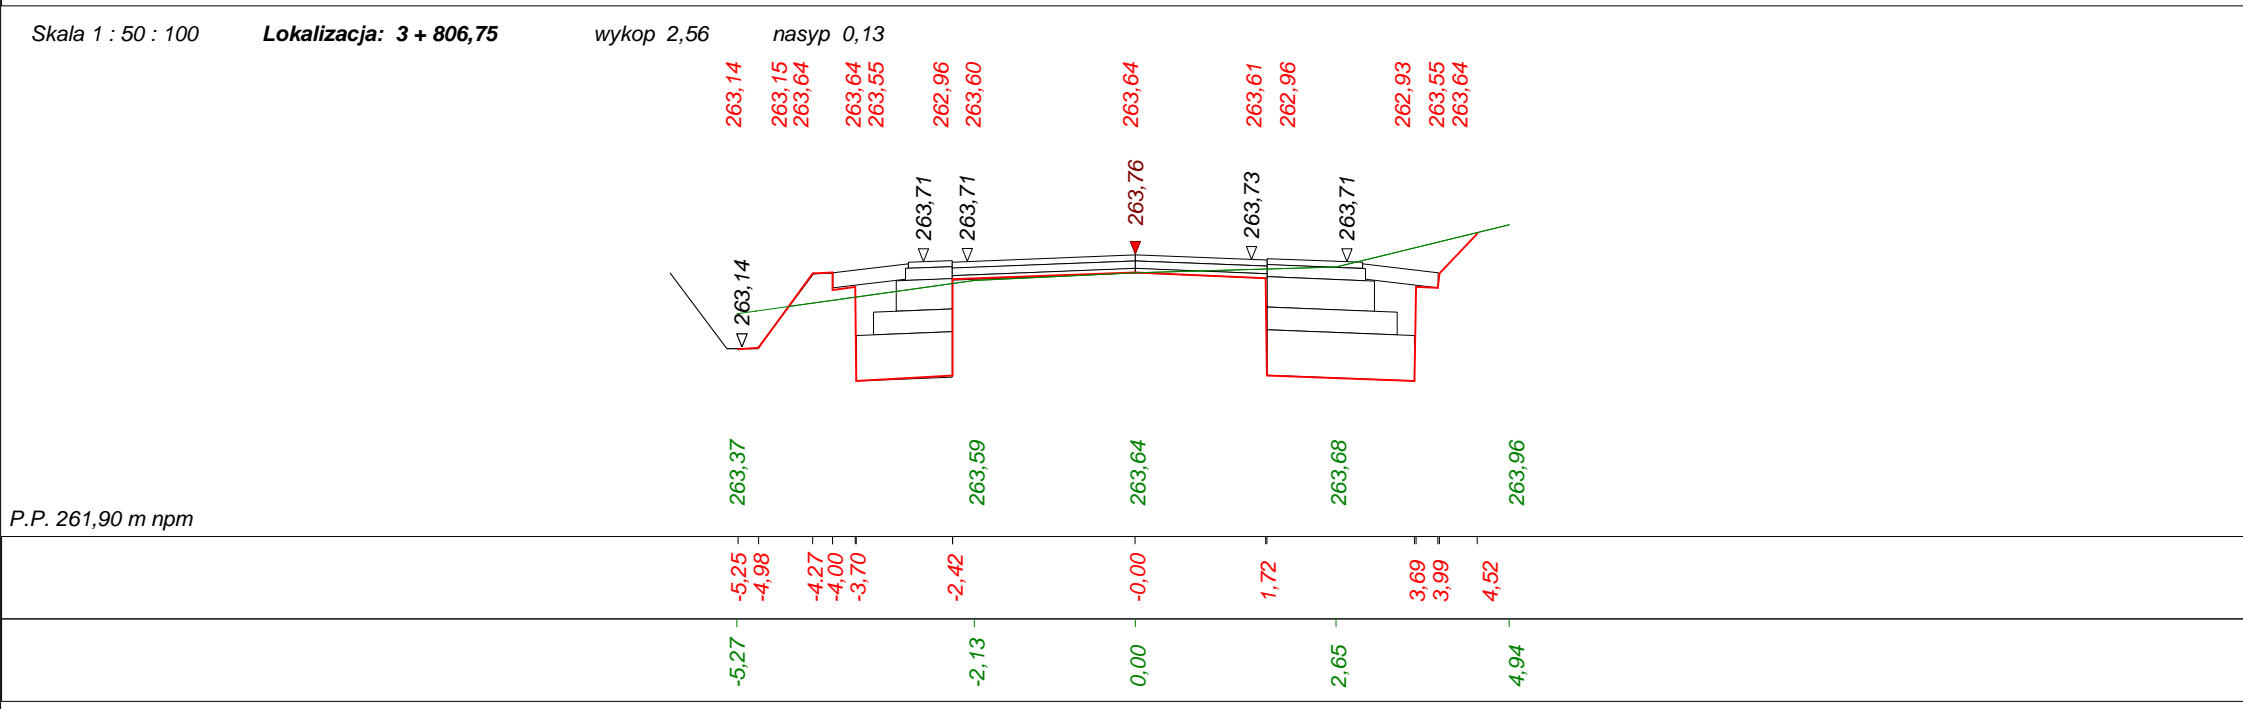 Skala 1 : 50 : 100 Lokalizacja: 3 + 806,75 wykop 2,56 nasyp 0,13
263,14 263,15 263,64 263,64 263,55 262,96 263,60 263,64 263,61 262,96 262,93 263,55 263,64
263,14 263,71 263,71 263,76 263,73 263,71
263,37 263,59 263,64 263,68 263,96
P.P. 261,90 m npm
-5,25 -4,98 -4,27 -4,00 -3,70 -2,42 -0,00 1,72 3,69 3,99 4,52
-5,27 -2,13 0,00 2,65 4,94